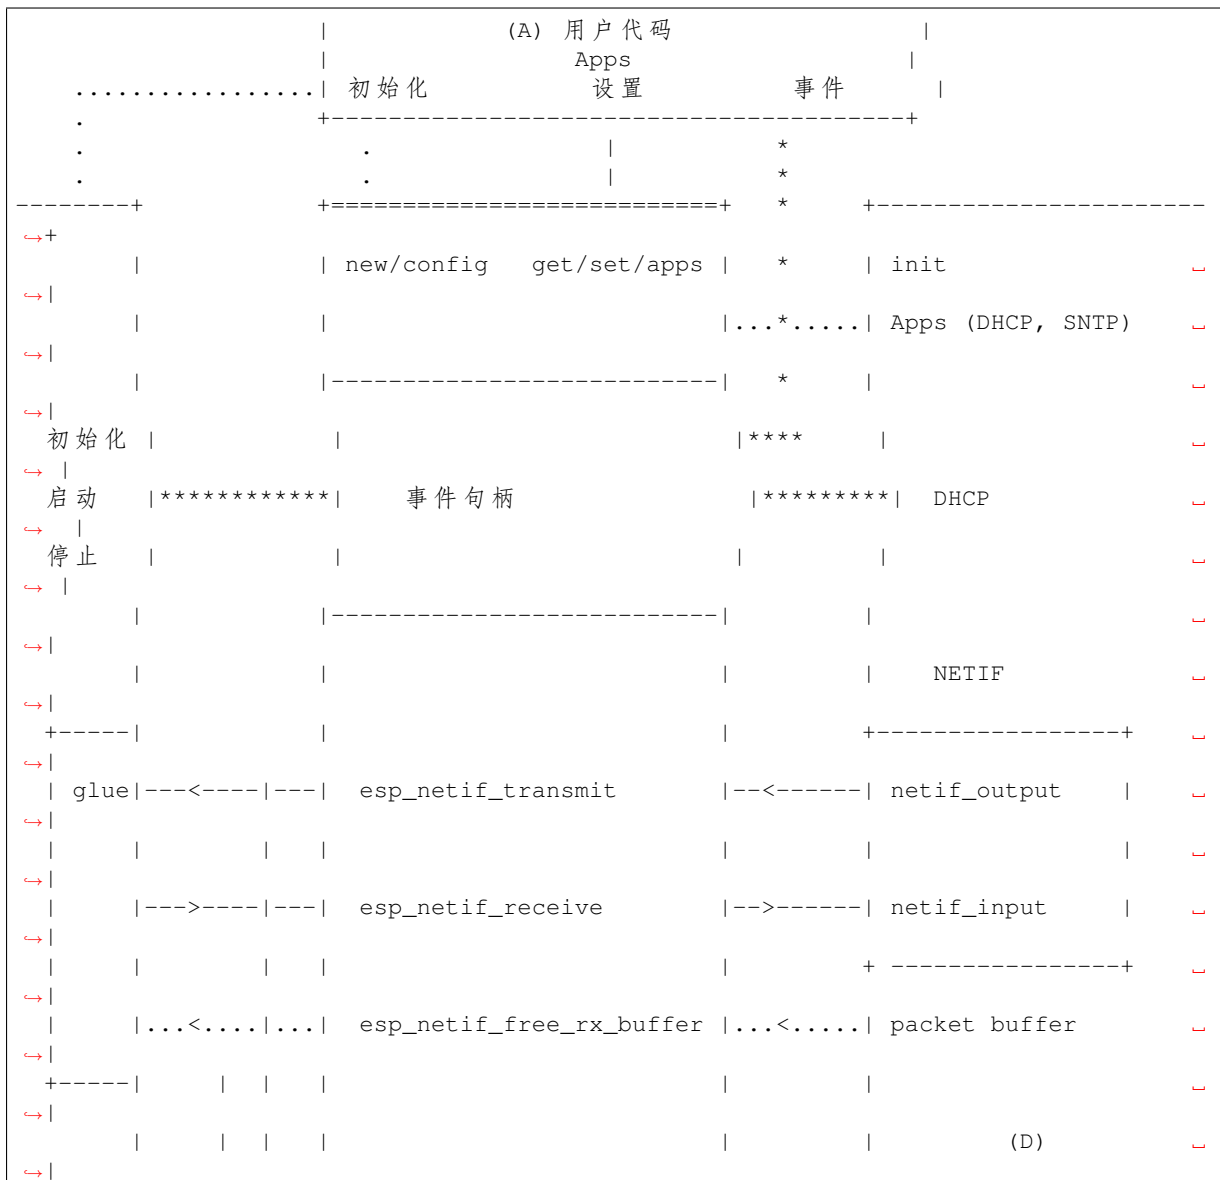 |            (A) 用户代码                 |
                     |                 Apps                   |
    .................| 初始化            设置          事件      |
    .                +----------------------------------------+
    .                   .                |           *
    .                   .                |           *
--------+            +===========================+   *     +-----------------------
↪+
        |            | new/config   get/set/apps |   *     | init                 ␣
↪|
        |            |                           |...*.....| Apps (DHCP, SNTP)    ␣
↪|
        |            |---------------------------|   *     |                      ␣
↪|
  初始化 |            |                           |****     |                      ␣
↪ |
  启动   |************|     事件句柄                |*********|  DHCP                ␣
↪  |
  停止   |            |                           |         |                      ␣
↪ |
        |            |---------------------------|         |                      ␣
↪|
        |            |                           |         |    NETIF             ␣
↪|
  +-----|            |                           |         +-----------------+    ␣
↪|
  | glue|---<----|---|  esp_netif_transmit       |--<------| netif_output    |    ␣
↪|
  |     |        |   |                           |         |                 |    ␣
↪|
  |     |--->----|---|  esp_netif_receive        |-->------| netif_input     |    ␣
↪|
  |     |        |   |                           |         + ----------------+    ␣
↪|
  |     |...<....|...|  esp_netif_free_rx_buffer |...<.....| packet buffer        ␣
↪|
  +-----|     |  |   |                           |         |                      ␣
↪|
        |     |  |   |                           |         |         (D)          ␣
↪|